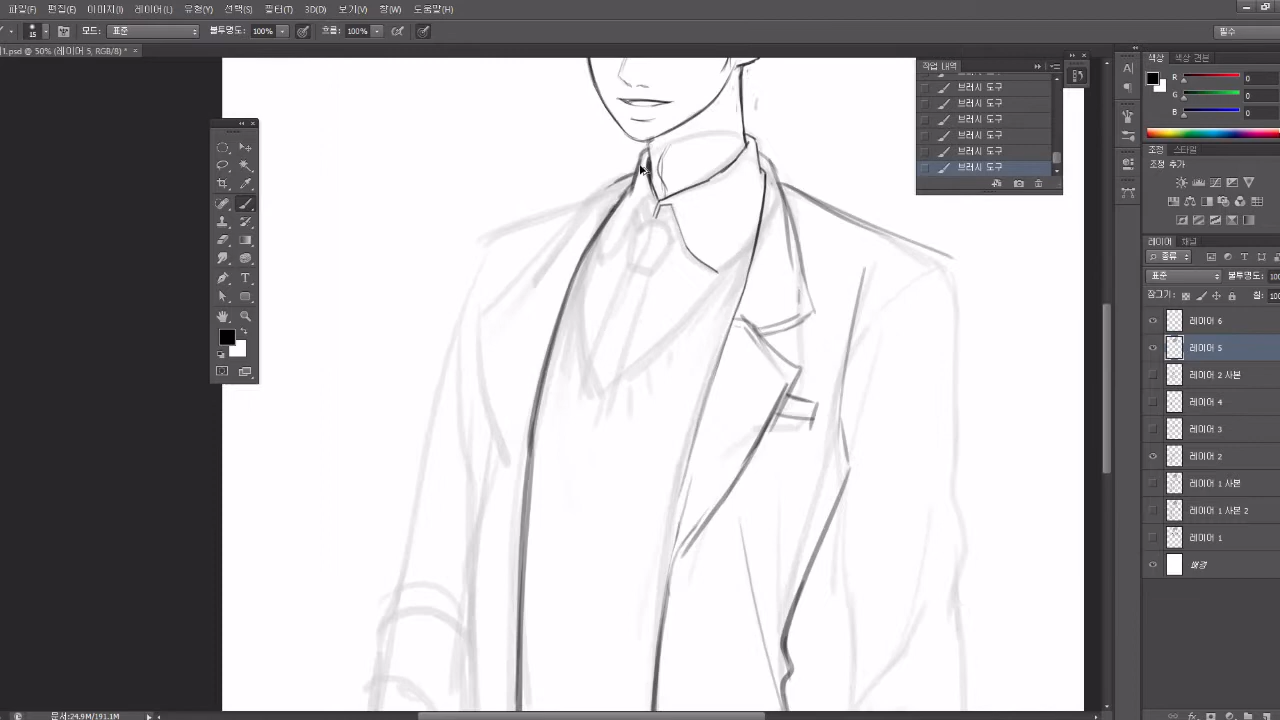 파일(F) 편집(E) 이미지(I) 레이어(L) 유형(Y) 선택(S) 필터(T) 3D(D) 보기(V) 창(W) 도움말(H)
15 모드: 표준 불투명도: 100% 흐름: 100% 필수
1.psd @ 50% (레이어 5, RGB/8) * ×
작업 내역
브러시 도구
브러시 도구
브러시 도구
브러시 도구
브러시 도구
브러시 도구
색상 색상 견본
R 0
G 0
B 0
조정 스타일
조정 추가
레이어 채널
종류
표준 불투명도: 100
잠그기: 칠: 100
레이어 6
레이어 5
레이어 2 사본
레이어 4
레이어 3
레이어 2
레이어 1 사본
레이어 1 사본 2
레이어 1
배경
문서:24.9M/191.1M